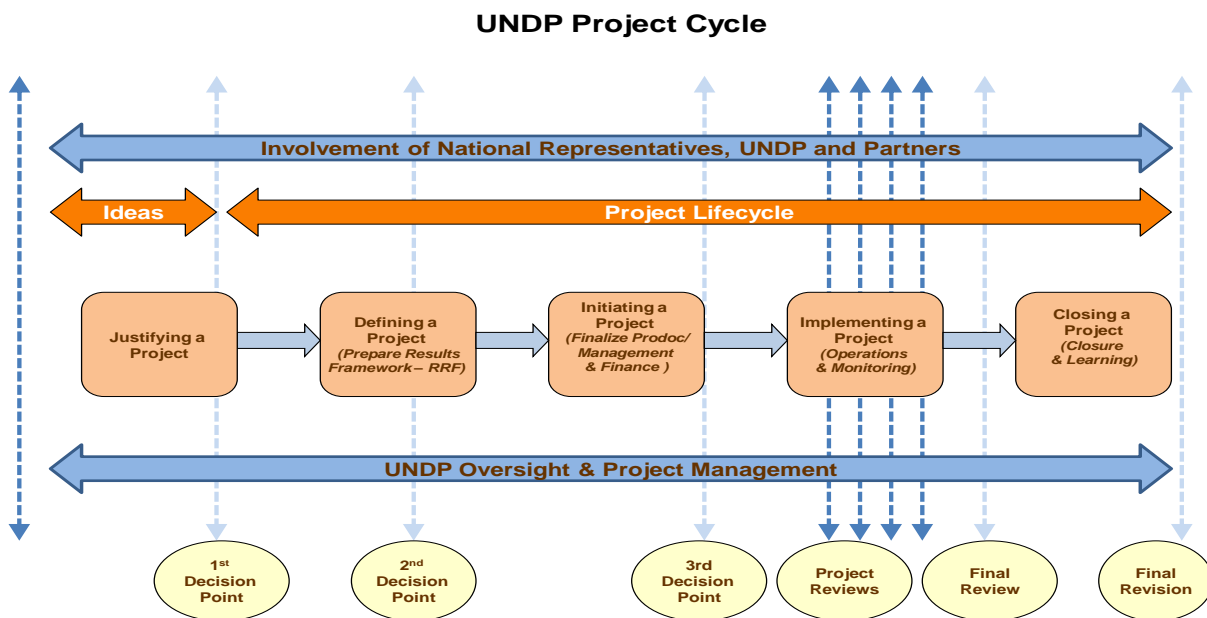 UNDP Project Cycle
Involvement of National Representatives, UNDP and Partners
Ideas
Project Lifecycle
Justifying a
Project
Defining a
Project
(Prepare Results
Framework– RRF)
Initiating a
Project
(Finalize Prodoc/
Management
& Finance )
Implementing a
Project
(Operations
& Monitoring)
Closing a
Project
(Closure
& Learning)
UNDP Oversight & Project Management
1st
Decision
Point
2nd
Decision
Point
3rd
Decision
Point
Project
Reviews
Final
Review
Final
Revision